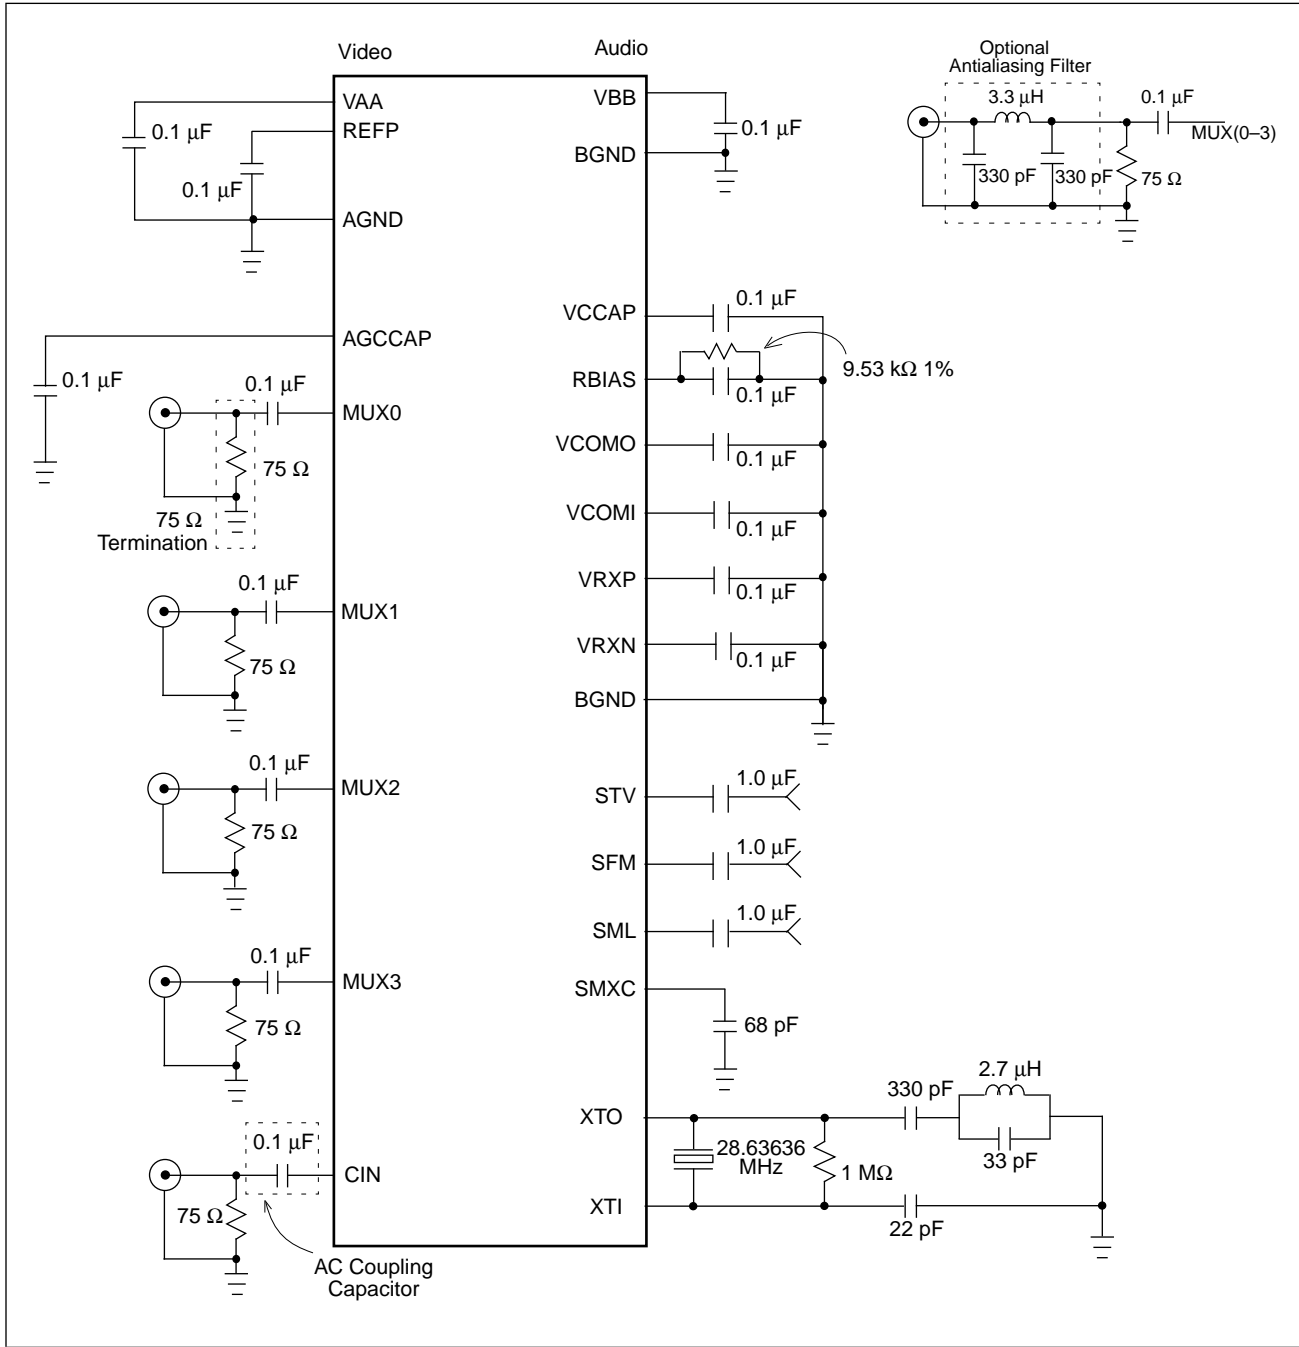 Video
Audio
Optional
Antialiasing Filter
3.3 μH
0.1 μF
MUX(0–3)
330 pF
330 pF
75 Ω
VAA
0.1 μF
REFP
0.1 μF
AGND
VBB
0.1 μF
BGND
AGCCAP
0.1 μF
0.1 μF
MUX0
75 Ω
75 Ω
Termination
0.1 μF
MUX1
75 Ω
0.1 μF
MUX2
75 Ω
0.1 μF
MUX3
75 Ω
0.1 μF
CIN
75 Ω
AC Coupling
Capacitor
VCCAP
0.1 μF
9.53 kΩ 1%
RBIAS
0.1 μF
VCOMO
0.1 μF
VCOMI
0.1 μF
VRXP
0.1 μF
VRXN
0.1 μF
BGND
STV
1.0 μF
SFM
1.0 μF
SML
1.0 μF
SMXC
68 pF
XTO
330 pF
2.7 μH
33 pF
28.63636
MHz
1 MΩ
XTI
22 pF